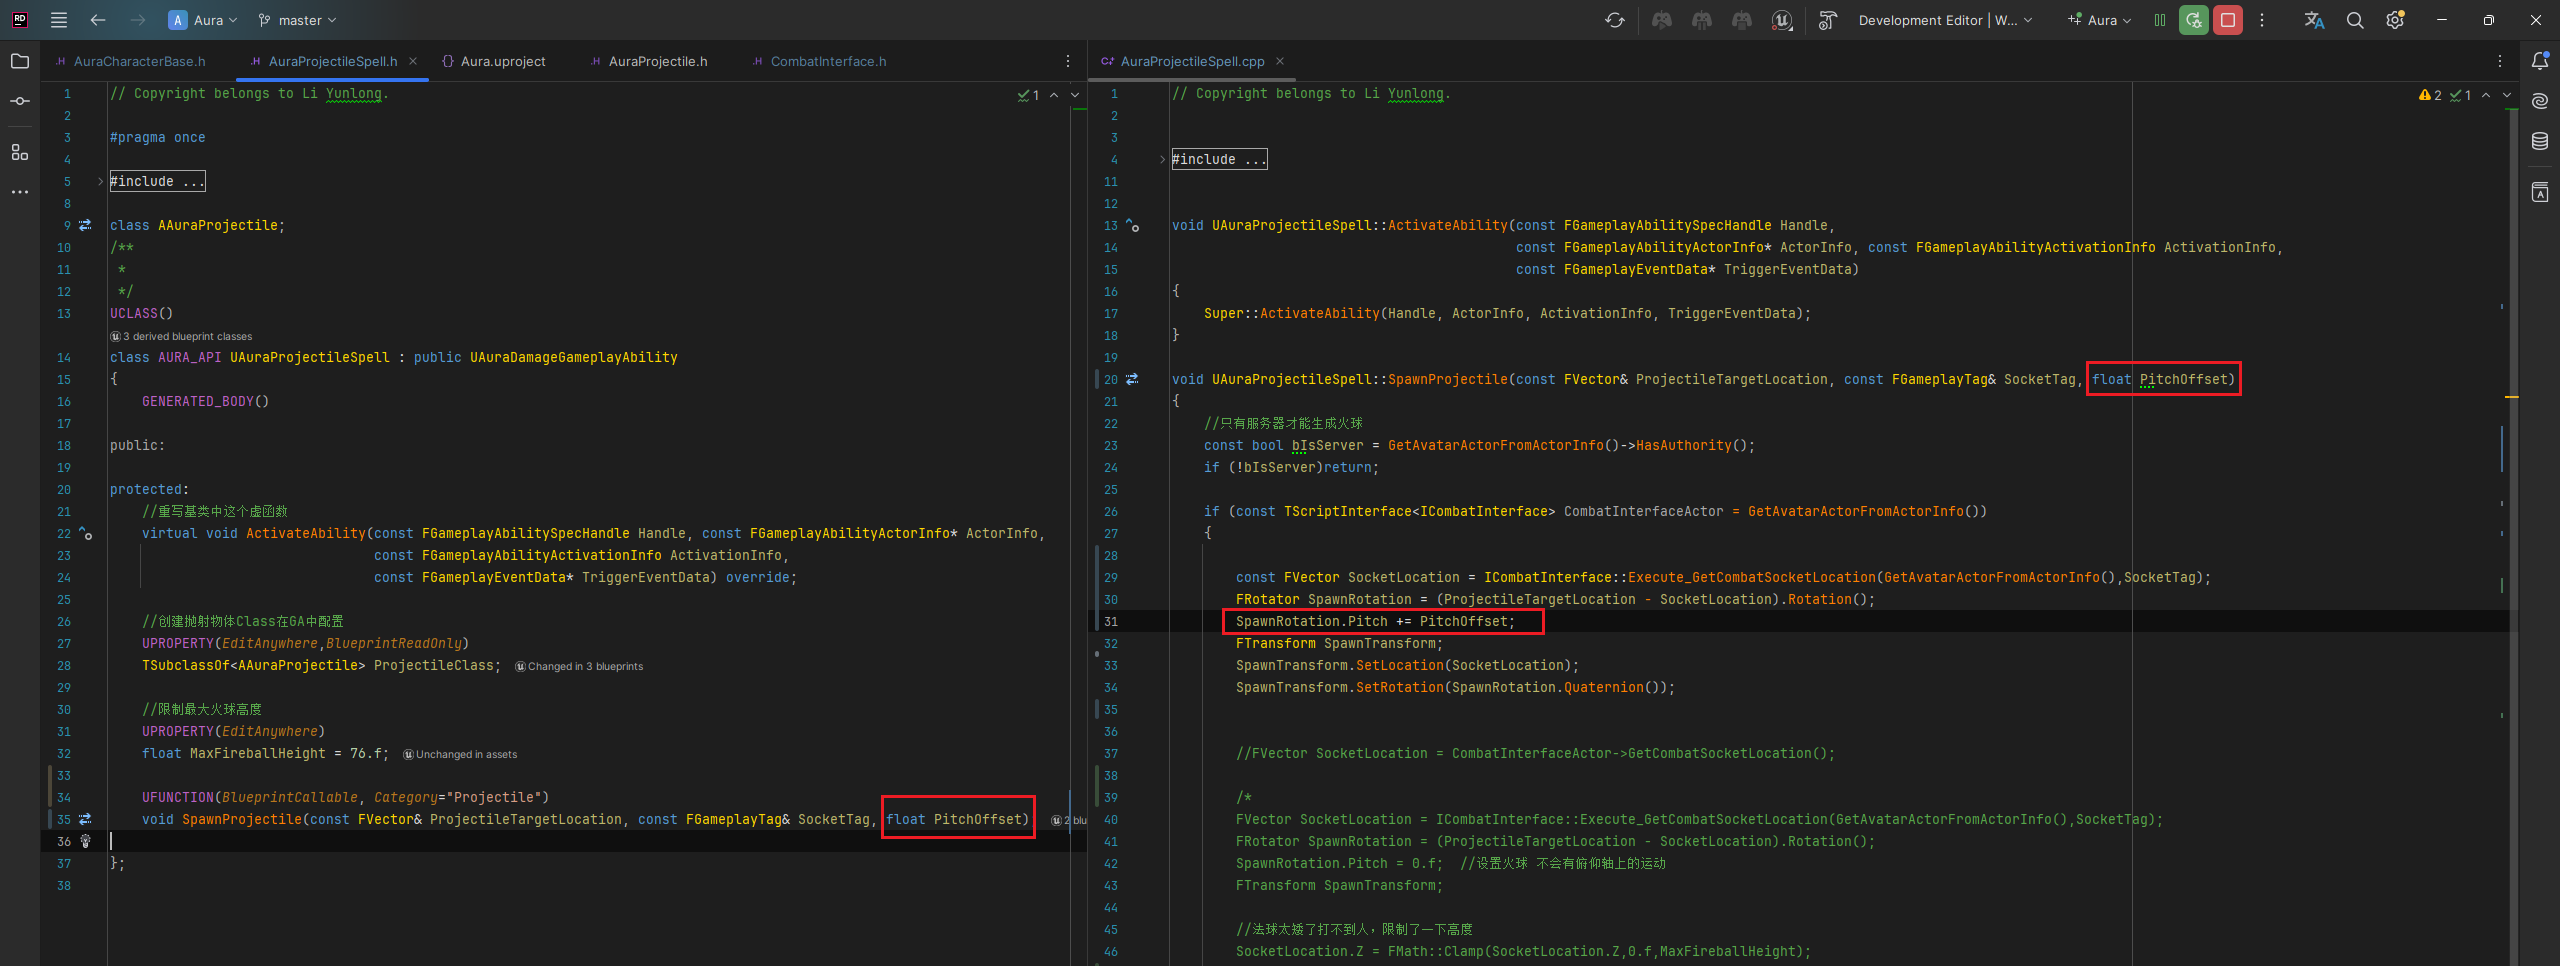 RD A Aura master Development Editor | W... Aura
AuraCharacterBase.h AuraProjectileSpell.h Aura.uproject AuraProjectile.h CombatInterface.h
1 // Copyright belongs to Li Yunlong. 1
2
3 #pragma once
4
5 #include ...
8
9 class AAuraProjectile;
10 /**
11 *
12 */
13 UCLASS()
3 derived blueprint classes
14 class AURA_API UAuraProjectileSpell : public UAuraDamageGameplayAbility
15 {
16 GENERATED_BODY()
17
18 public:
19
20 protected:
21 //重写基类中这个虚函数
22 virtual void ActivateAbility(const FGameplayAbilitySpecHandle Handle, const FGameplayAbilityActorInfo* ActorInfo,
23 const FGameplayAbilityActivationInfo ActivationInfo,
24 const FGameplayEventData* TriggerEventData) override;
25
26 //创建抛射物体Class在GA中配置
27 UPROPERTY(EditAnywhere,BlueprintReadOnly)
28 TSubclassOf<AAuraProjectile> ProjectileClass; Changed in 3 blueprints
29
30 //限制最大火球高度
31 UPROPERTY(EditAnywhere)
32 float MaxFireballHeight = 76.f; Unchanged in assets
33
34 UFUNCTION(BlueprintCallable, Category="Projectile")
35 void SpawnProjectile(const FVector& ProjectileTargetLocation, const FGameplayTag& SocketTag, float PitchOffset) 2 blu
36
37 };
38
AuraProjectileSpell.cpp
1 // Copyright belongs to Li Yunlong. 2 1
2
3
4 #include ...
11
12
13 void UAuraProjectileSpell::ActivateAbility(const FGameplayAbilitySpecHandle Handle,
14 const FGameplayAbilityActorInfo* ActorInfo, const FGameplayAbilityActivationInfo ActivationInfo,
15 const FGameplayEventData* TriggerEventData)
16 {
17 Super::ActivateAbility(Handle, ActorInfo, ActivationInfo, TriggerEventData);
18 }
19
20 void UAuraProjectileSpell::SpawnProjectile(const FVector& ProjectileTargetLocation, const FGameplayTag& SocketTag, float PitchOffset)
21 {
22 //只有服务器才能生成火球
23 const bool bIsServer = GetAvatarActorFromActorInfo()->HasAuthority();
24 if (!bIsServer)return;
25
26 if (const TScriptInterface<ICombatInterface> CombatInterfaceActor = GetAvatarActorFromActorInfo())
27 {
28
29 const FVector SocketLocation = ICombatInterface::Execute_GetCombatSocketLocation(GetAvatarActorFromActorInfo(),SocketTag);
30 FRotator SpawnRotation = (ProjectileTargetLocation - SocketLocation).Rotation();
31 SpawnRotation.Pitch += PitchOffset;
32 FTransform SpawnTransform;
33 SpawnTransform.SetLocation(SocketLocation);
34 SpawnTransform.SetRotation(SpawnRotation.Quaternion());
35
36
37 //FVector SocketLocation = CombatInterfaceActor->GetCombatSocketLocation();
38
39 /*
40 FVector SocketLocation = ICombatInterface::Execute_GetCombatSocketLocation(GetAvatarActorFromActorInfo(),SocketTag);
41 FRotator SpawnRotation = (ProjectileTargetLocation - SocketLocation).Rotation();
42 SpawnRotation.Pitch = 0.f; //设置火球 不会有俯仰轴上的运动
43 FTransform SpawnTransform;
44
45 //法球太矮了打不到人，限制了一下高度
46 SocketLocation.Z = FMath::Clamp(SocketLocation.Z,0.f,MaxFireballHeight);